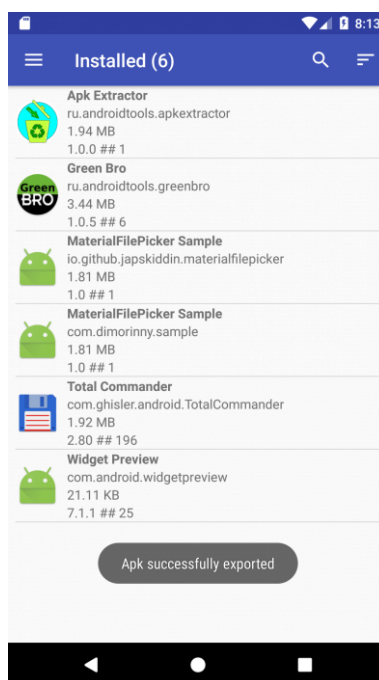 8:13
Installed (6)
Apk Extractor
ru.androidtools.apkextractor
1.94 MB
1.0.0 ## 1
Green Bro
Green
BRO
ru.androidtools.greenbro
3.44 MB
1.0.5 ## 6
MaterialFilePicker Sample
io.github.japskiddin.materialfilepicker
1.81 MB
1.0 ## 1
MaterialFilePicker Sample
com.dimorinny.sample
1.81 MB
1.0 ## 1
Total Commander
com.ghisler.android.TotalCommander
1.92 MB
2.80 ## 196
Widget Preview
com.android.widgetpreview
21.11 KB
7.1.1 ## 25
Apk successfully exported